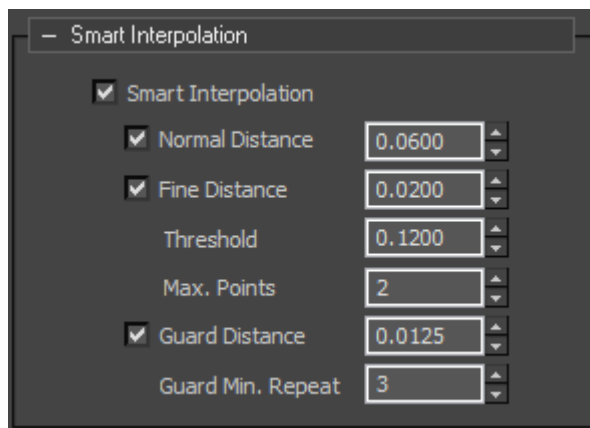 – Smart Interpolation
Smart Interpolation
Normal Distance 0.0600
Fine Distance 0.0200
Threshold 0.1200
Max. Points 2
Guard Distance 0.0125
Guard Min. Repeat 3